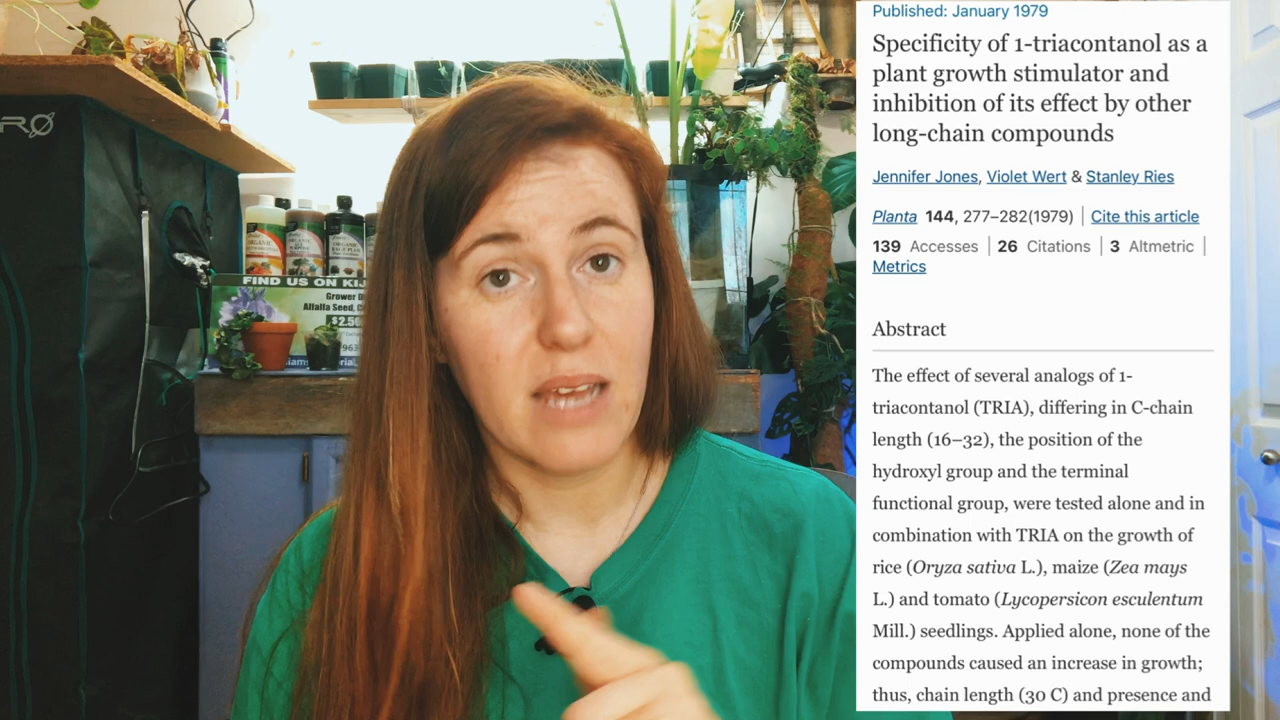 RØ
ORGANIC
ORGANIC
ORGANIC
FIND US ON KIJ
Grower D
Alfalfa Seed, C
$2.50
963
Published: January 1979
Specificity of 1-triacontanol as a
plant growth stimulator and
inhibition of its effect by other
long-chain compounds
Jennifer Jones, Violet Wert & Stanley Ries
Planta 144, 277–282(1979) | Cite this article
139 Accesses | 26 Citations | 3 Altmetric |
Metrics
Abstract
The effect of several analogs of 1-
triacontanol (TRIA), differing in C-chain
length (16–32), the position of the
hydroxyl group and the terminal
functional group, were tested alone and in
combination with TRIA on the growth of
rice (Oryza sativa L.), maize (Zea mays
L.) and tomato (Lycopersicon esculentum
Mill.) seedlings. Applied alone, none of the
compounds caused an increase in growth;
thus, chain length (30 C) and presence and